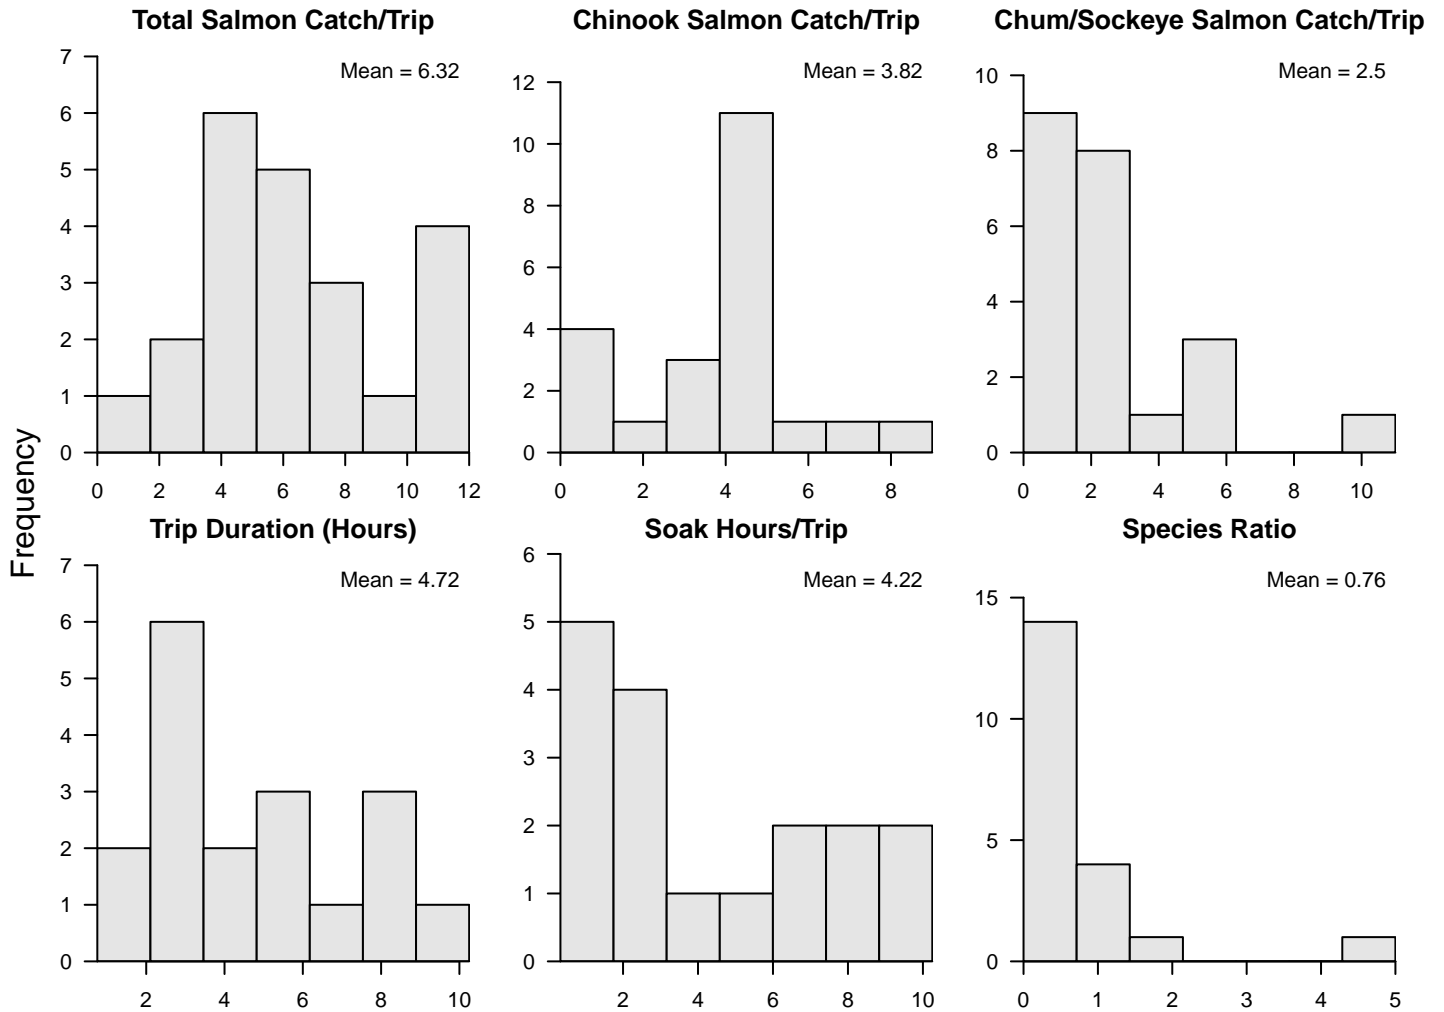 Total Salmon Catch/Trip
Mean = 6.32
7
6
5
4
3
2
1
0
0 2 4 6 8 10 12
Chinook Salmon Catch/Trip
Mean = 3.82
12
10
8
6
4
2
0
0 2 4 6 8
Chum/Sockeye Salmon Catch/Trip
Mean = 2.5
10
8
6
4
2
0
0 2 4 6 8 10
Frequency
Trip Duration (Hours)
Mean = 4.72
7
6
5
4
3
2
1
0
2 4 6 8 10
Soak Hours/Trip
Mean = 4.22
6
5
4
3
2
1
0
2 4 6 8 10
Species Ratio
Mean = 0.76
15
10
5
0
0 1 2 3 4 5